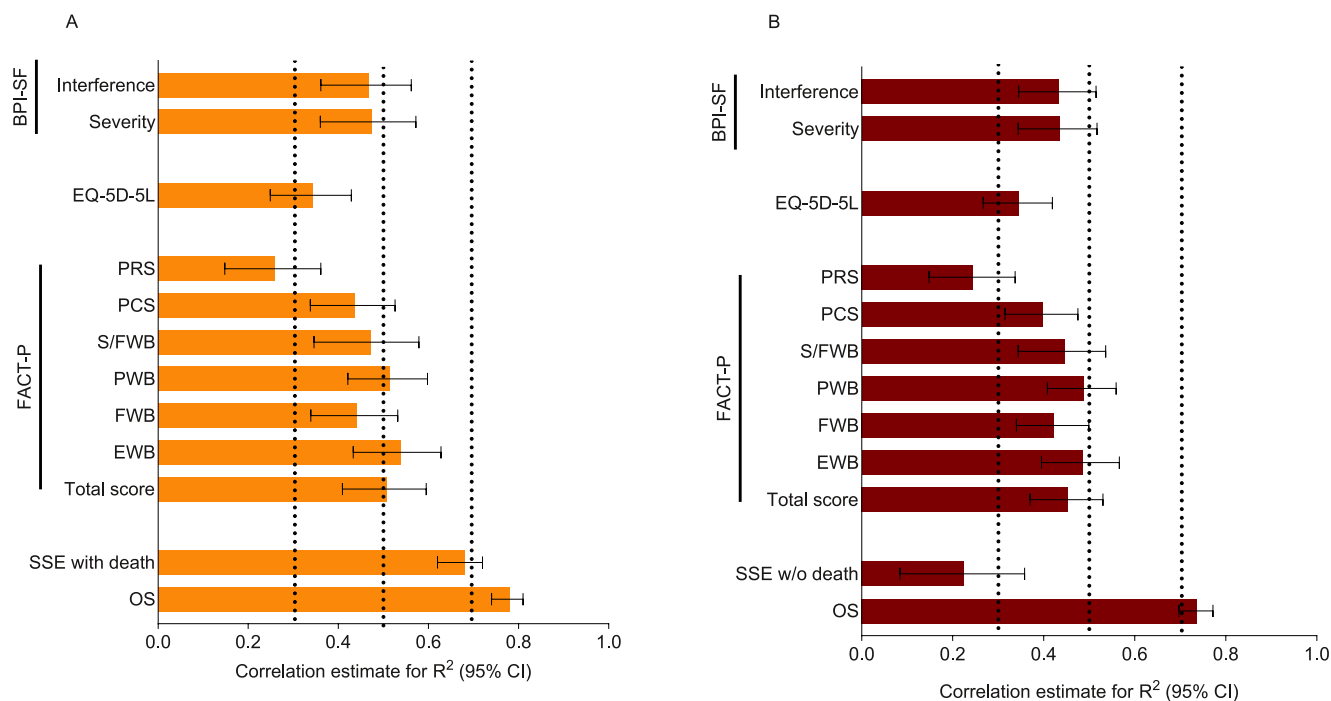 A
BPI-SF
Interference
Severity
EQ-5D-5L
FACT-P
PRS
PCS
S/FWB
PWB
FWB
EWB
Total score
SSE with death
OS
0.0 0.2 0.4 0.6 0.8 1.0
Correlation estimate for R² (95% CI)
B
BPI-SF
Interference
Severity
EQ-5D-5L
FACT-P
PRS
PCS
S/FWB
PWB
FWB
EWB
Total score
SSE w/o death
OS
0.0 0.2 0.4 0.6 0.8 1.0
Correlation estimate for R² (95% CI)